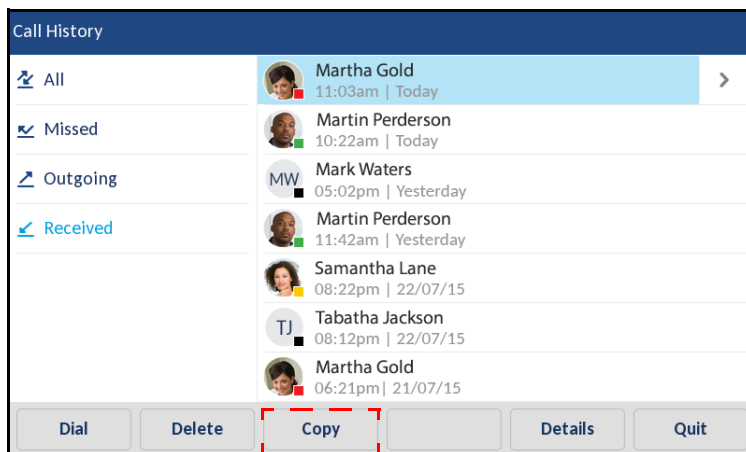 Call History
All
Missed
Outgoing
Received
Martha Gold
11:03am | Today
Martin Perderson
10:22am | Today
MW
Mark Waters
05:02pm | Yesterday
Martin Perderson
11:42am | Yesterday
Samantha Lane
08:22pm | 22/07/15
TJ
Tabatha Jackson
08:12pm | 22/07/15
Martha Gold
06:21pm| 21/07/15
Dial Delete Copy Details Quit